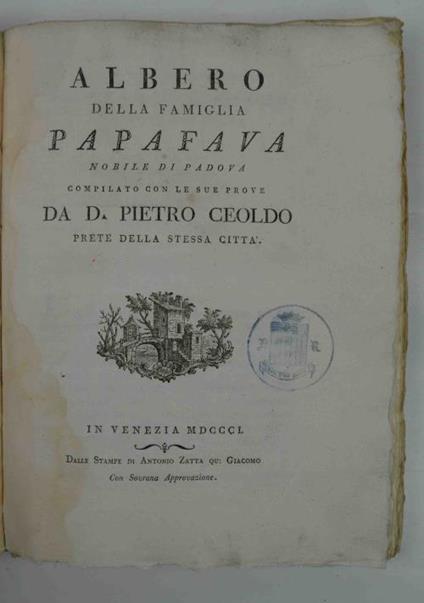 ALBERO
DELLA FAMIGLIA
PAPAFAVA
NOBILE DI PADOVA
COMPILATO CON LE SUE PROVE
DA D. PIETRO CEOLDO
PRETE DELLA STESSA CITTA'.
IN VENEZIA MDCCCI.
DALLE STAMPE DI ANTONIO ZATTA QU: GIACOMO
Con Sovrana Approvazione.